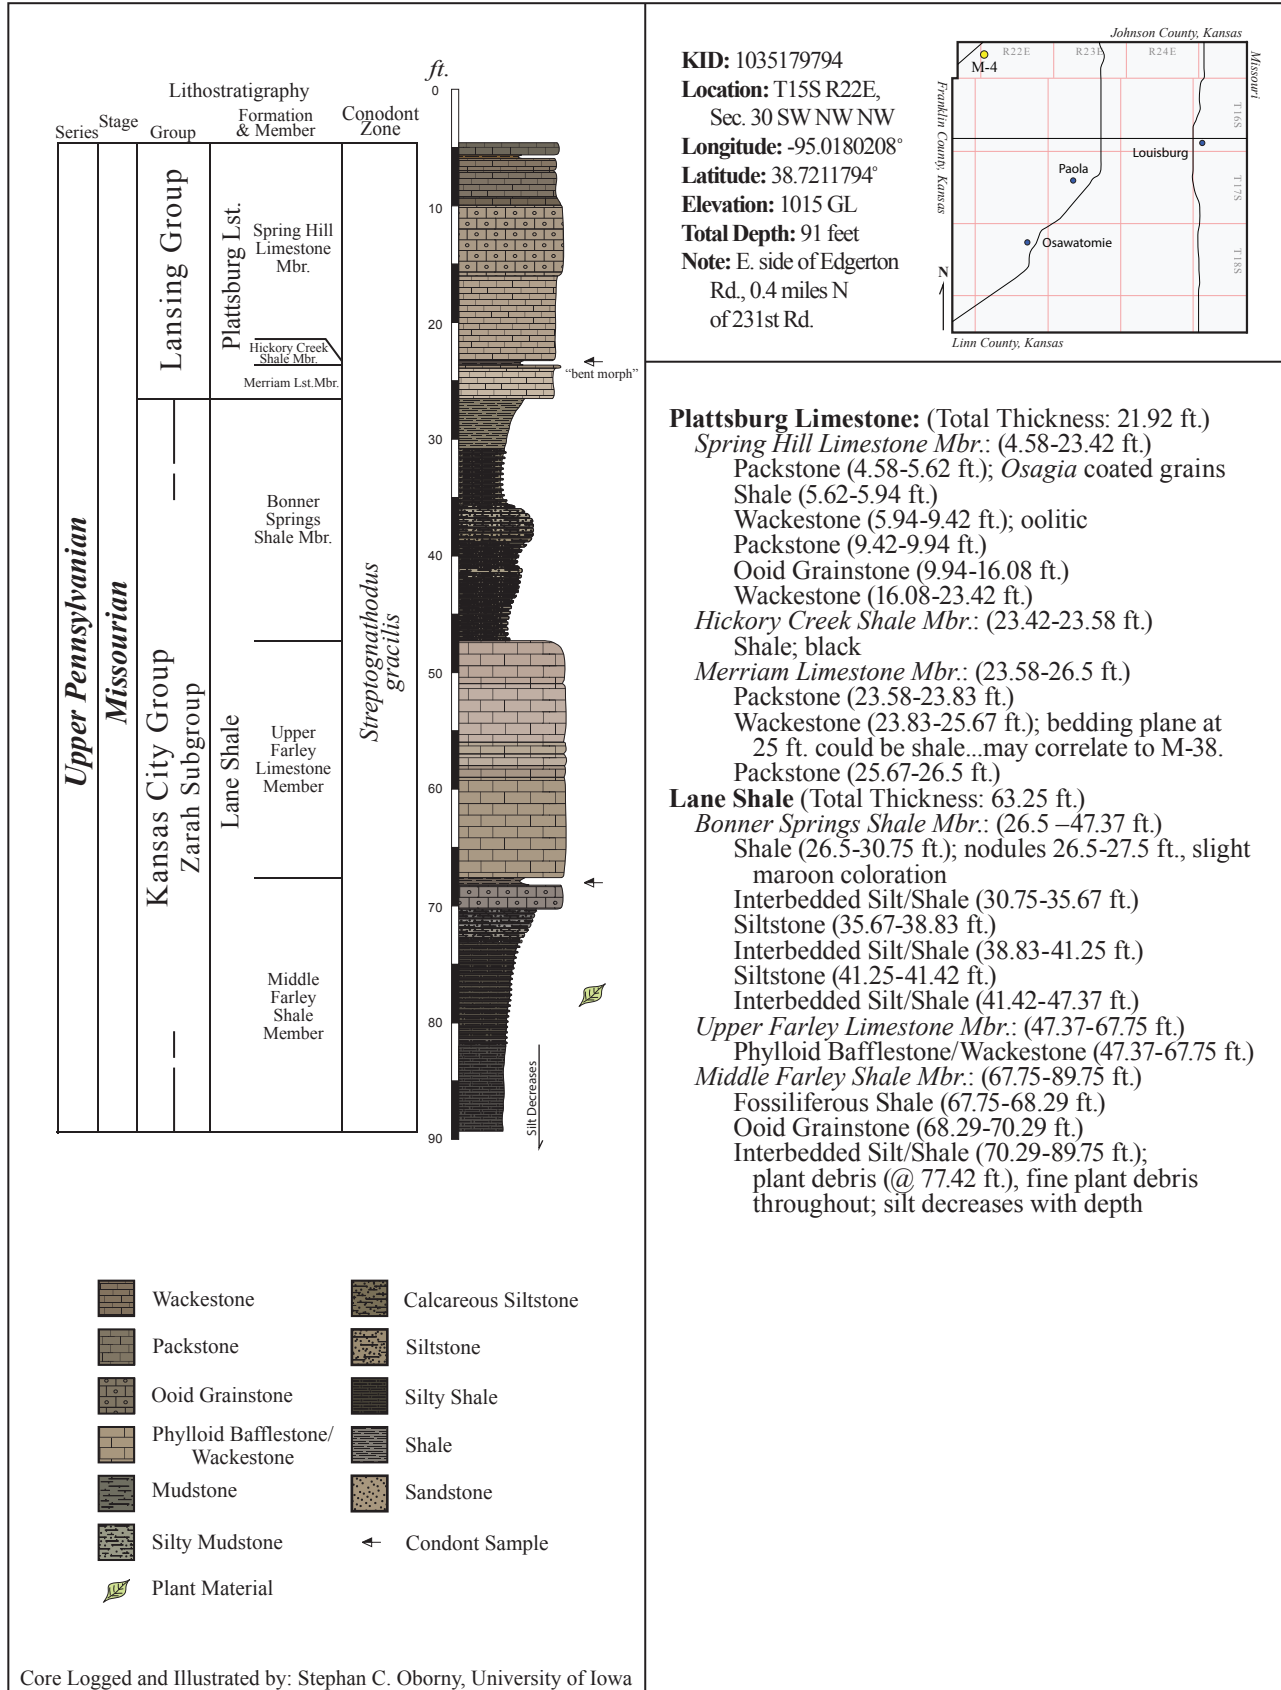 Lithostratigraphy
ft.
Series
Stage
Group
Formation
& Member
Conodont
Zone
Upper Pennsylvanian
Missourian
Lansing Group
Kansas City Group
Zarah Subgroup
Plattsburg Lst.
Lane Shale
Spring Hill
Limestone
Mbr.
Hickory Creek
Shale Mbr.
Merriam Lst.Mbr.
Bonner
Springs
Shale Mbr.
Upper
Farley
Limestone
Member
Middle
Farley
Shale
Member
Streptognathodus
gracilis
0
10
20
30
40
50
60
70
80
90
"bent morph"
Silt Decreases
Wackestone
Packstone
Ooid Grainstone
Phylloid Bafflestone/
Wackestone
Mudstone
Silty Mudstone
Plant Material
Calcareous Siltstone
Siltstone
Silty Shale
Shale
Sandstone
Condont Sample
Core Logged and Illustrated by: Stephan C. Oborny, University of Iowa
KID: 1035179794
Location: T15S R22E,
Sec. 30 SW NW NW
Longitude: -95.0180208°
Latitude: 38.7211794°
Elevation: 1015 GL
Total Depth: 91 feet
Note: E. side of Edgerton
Rd., 0.4 miles N
of 231st Rd.
Johnson County, Kansas
R22E
R23E
R24E
M-4
Missouri
Franklin County, Kansas
T16S
T17S
T18S
Louisburg
Paola
Osawatomie
N
Linn County, Kansas
Plattsburg Limestone: (Total Thickness: 21.92 ft.)
Spring Hill Limestone Mbr.: (4.58-23.42 ft.)
Packstone (4.58-5.62 ft.); Osagia coated grains
Shale (5.62-5.94 ft.)
Wackestone (5.94-9.42 ft.); oolitic
Packstone (9.42-9.94 ft.)
Ooid Grainstone (9.94-16.08 ft.)
Wackestone (16.08-23.42 ft.)
Hickory Creek Shale Mbr.: (23.42-23.58 ft.)
Shale; black
Merriam Limestone Mbr.: (23.58-26.5 ft.)
Packstone (23.58-23.83 ft.)
Wackestone (23.83-25.67 ft.); bedding plane at
25 ft. could be shale...may correlate to M-38.
Packstone (25.67-26.5 ft.)
Lane Shale (Total Thickness: 63.25 ft.)
Bonner Springs Shale Mbr.: (26.5 –47.37 ft.)
Shale (26.5-30.75 ft.); nodules 26.5-27.5 ft., slight
maroon coloration
Interbedded Silt/Shale (30.75-35.67 ft.)
Siltstone (35.67-38.83 ft.)
Interbedded Silt/Shale (38.83-41.25 ft.)
Siltstone (41.25-41.42 ft.)
Interbedded Silt/Shale (41.42-47.37 ft.)
Upper Farley Limestone Mbr.: (47.37-67.75 ft.)
Phylloid Bafflestone/Wackestone (47.37-67.75 ft.)
Middle Farley Shale Mbr.: (67.75-89.75 ft.)
Fossiliferous Shale (67.75-68.29 ft.)
Ooid Grainstone (68.29-70.29 ft.)
Interbedded Silt/Shale (70.29-89.75 ft.);
plant debris (@ 77.42 ft.), fine plant debris
throughout; silt decreases with depth